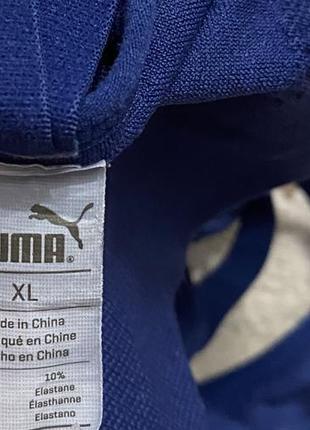 UMA®
XL
de in China
qué en Chine
ho en China
10%
Elastane
Élasthanne
Elastano